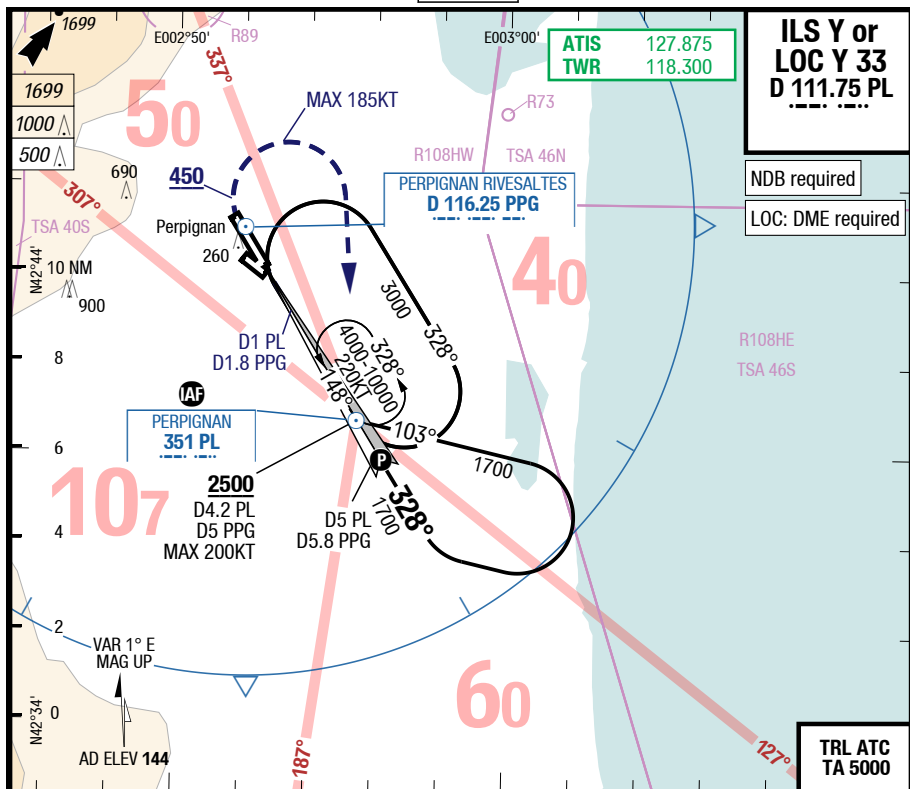 1699
E002°50'
R89
E003°00'
ATIS 127.875
TWR 118.300
ILS Y or
LOC Y 33
D 111.75 PL
NDB required
LOC: DME required
1699
1000
500
50
337°
MAX 185KT
R73
R108HW
TSA 46N
690
450
PERPIGNAN RIVESALTES
D 116.25 PPG
307°
TSA 40S
Perpignan
260
N42°44'
10 NM
900
40
3000
328°
D1 PL
D1.8 PPG
4000-10000
220KT
328°
148°
R108HE
TSA 46S
8
IAF
PERPIGNAN
351 PL
103°
1700
6
P
107
2500
D4.2 PL
D5 PPG
MAX 200KT
D5 PL
D5.8 PPG
328°
1700
4
2
VAR 1° E
MAG UP
60
N42°34'
0
AD ELEV 144
187°
127°
TRL ATC
TA 5000